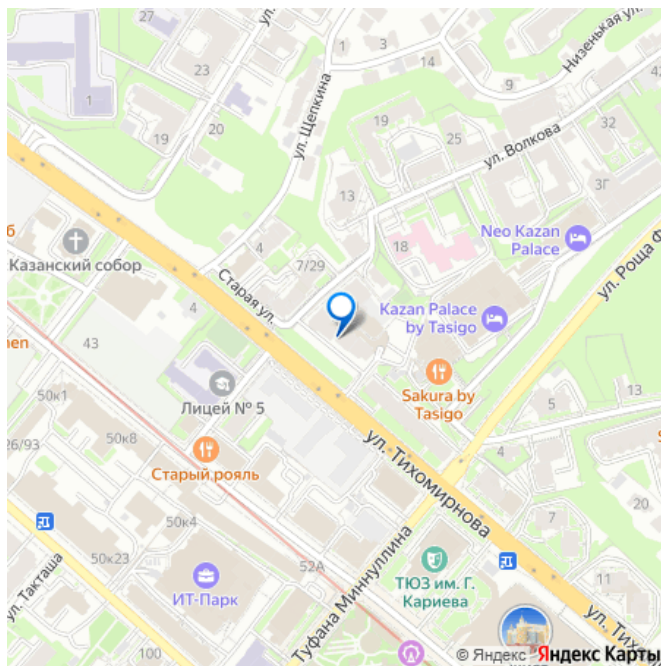 27
23
1
19
20
ул. Щепкина
1
3
14
9
Низенькая ул.
42
32
19
25
ул. Волкова
13
3Г
18
Neo Kazan
Palace
ул. Роща Ф
Казанский собор
4
7/29
Старая ул.
4
Kazan Palace
by Tasigo
43
Лицей № 5
Sakura by
Tasigo
5
13
50к1
26/93
50к8
Старый рояль
ул. Тихомирнова
4
20
7
50к4
50к23
ул. Такташа
ИТ-Парк
52А
ТЮЗ им. Г.
Кариева
11
100
Туфана Миннуллина
ул. Тихо
© Яндекс Яндекс Карты